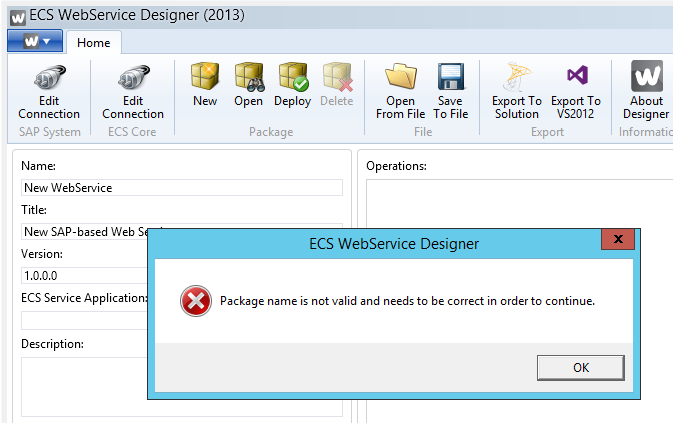 ECS WebService Designer (2013)
Home
Edit
Connection
SAP System
Edit
Connection
ECS Core
New
Open
Deploy
Delete
Package
Open
From File
Save
To File
File
Export To
Solution
Export To
VS2012
Export
About
Designer
Informatio
Name:
New WebService
Title:
New SAP-based Web Se
Version:
1.0.0.0
ECS Service Application:
Description:
Operations:
ECS WebService Designer
x
Package name is not valid and needs to be correct in order to continue.
OK